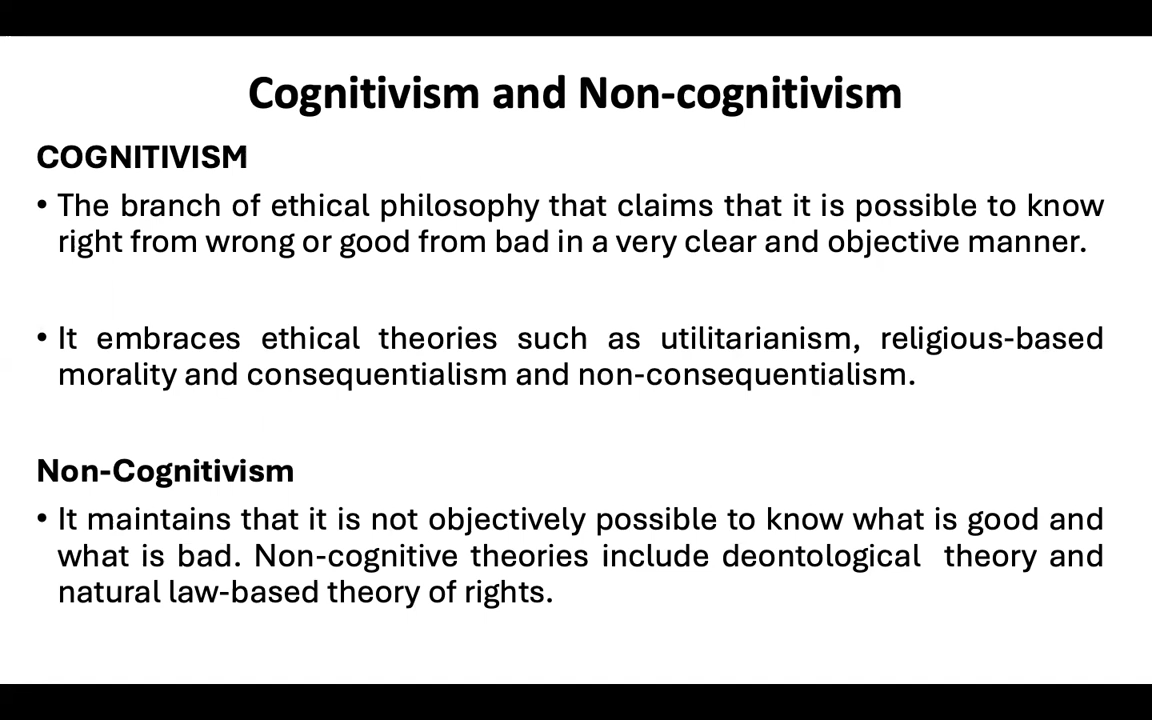 Cognitivism and Non-cognitivism
COGNITIVISM
• The branch of ethical philosophy that claims that it is possible to know
right from wrong or good from bad in a very clear and objective manner.
• It embraces ethical theories such as utilitarianism, religious-based
morality and consequentialism and non-consequentialism.
Non-Cognitivism
• It maintains that it is not objectively possible to know what is good and
what is bad. Non-cognitive theories include deontological theory and
natural law-based theory of rights.